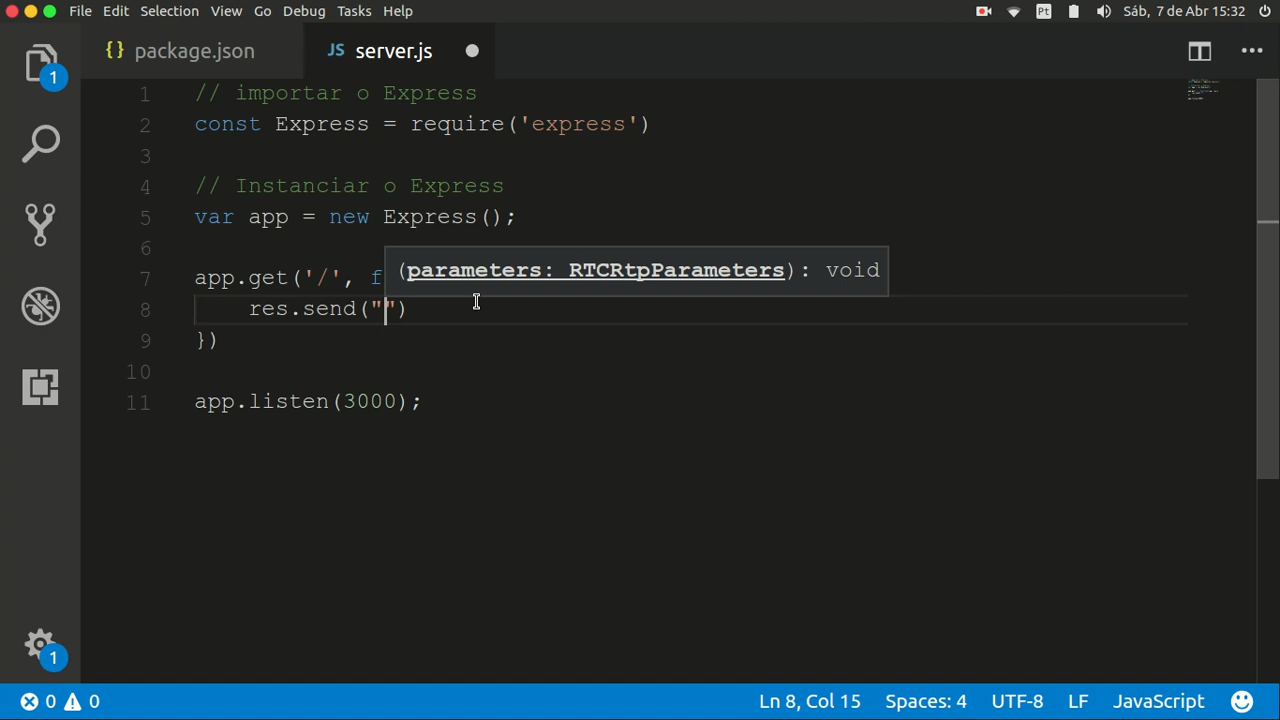 File Edit Selection View Go Debug Tasks Help Pt Sáb, 7 de Abr 15:32
{} package.json JS server.js
1
1 // importar o Express
2 const Express = require('express')
3
4 // Instanciar o Express
5 var app = new Express();
6
(parameters: RTCRtpParameters): void
7 app.get('/', f
8 res.send("")
9 })
10
11 app.listen(3000);
1
0 0 Ln 8, Col 15 Spaces: 4 UTF-8 LF JavaScript